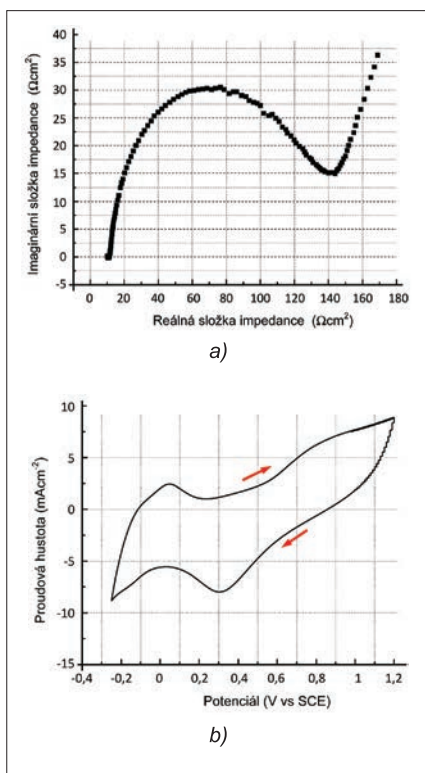 40
35
30
25
20
15
10
5
0
-5
Imaginární složka impedance (Ωcm²)
0 20 40 60 80 100 120 140 160 180
Reálná složka impedance (Ωcm²)
a)
10
5
0
-5
-10
-15
Proudová hustota (mAcm⁻²)
-0,4 -0,2 0 0,2 0,4 0,6 0,8 1 1,2
Potenciál (V vs SCE)
b)